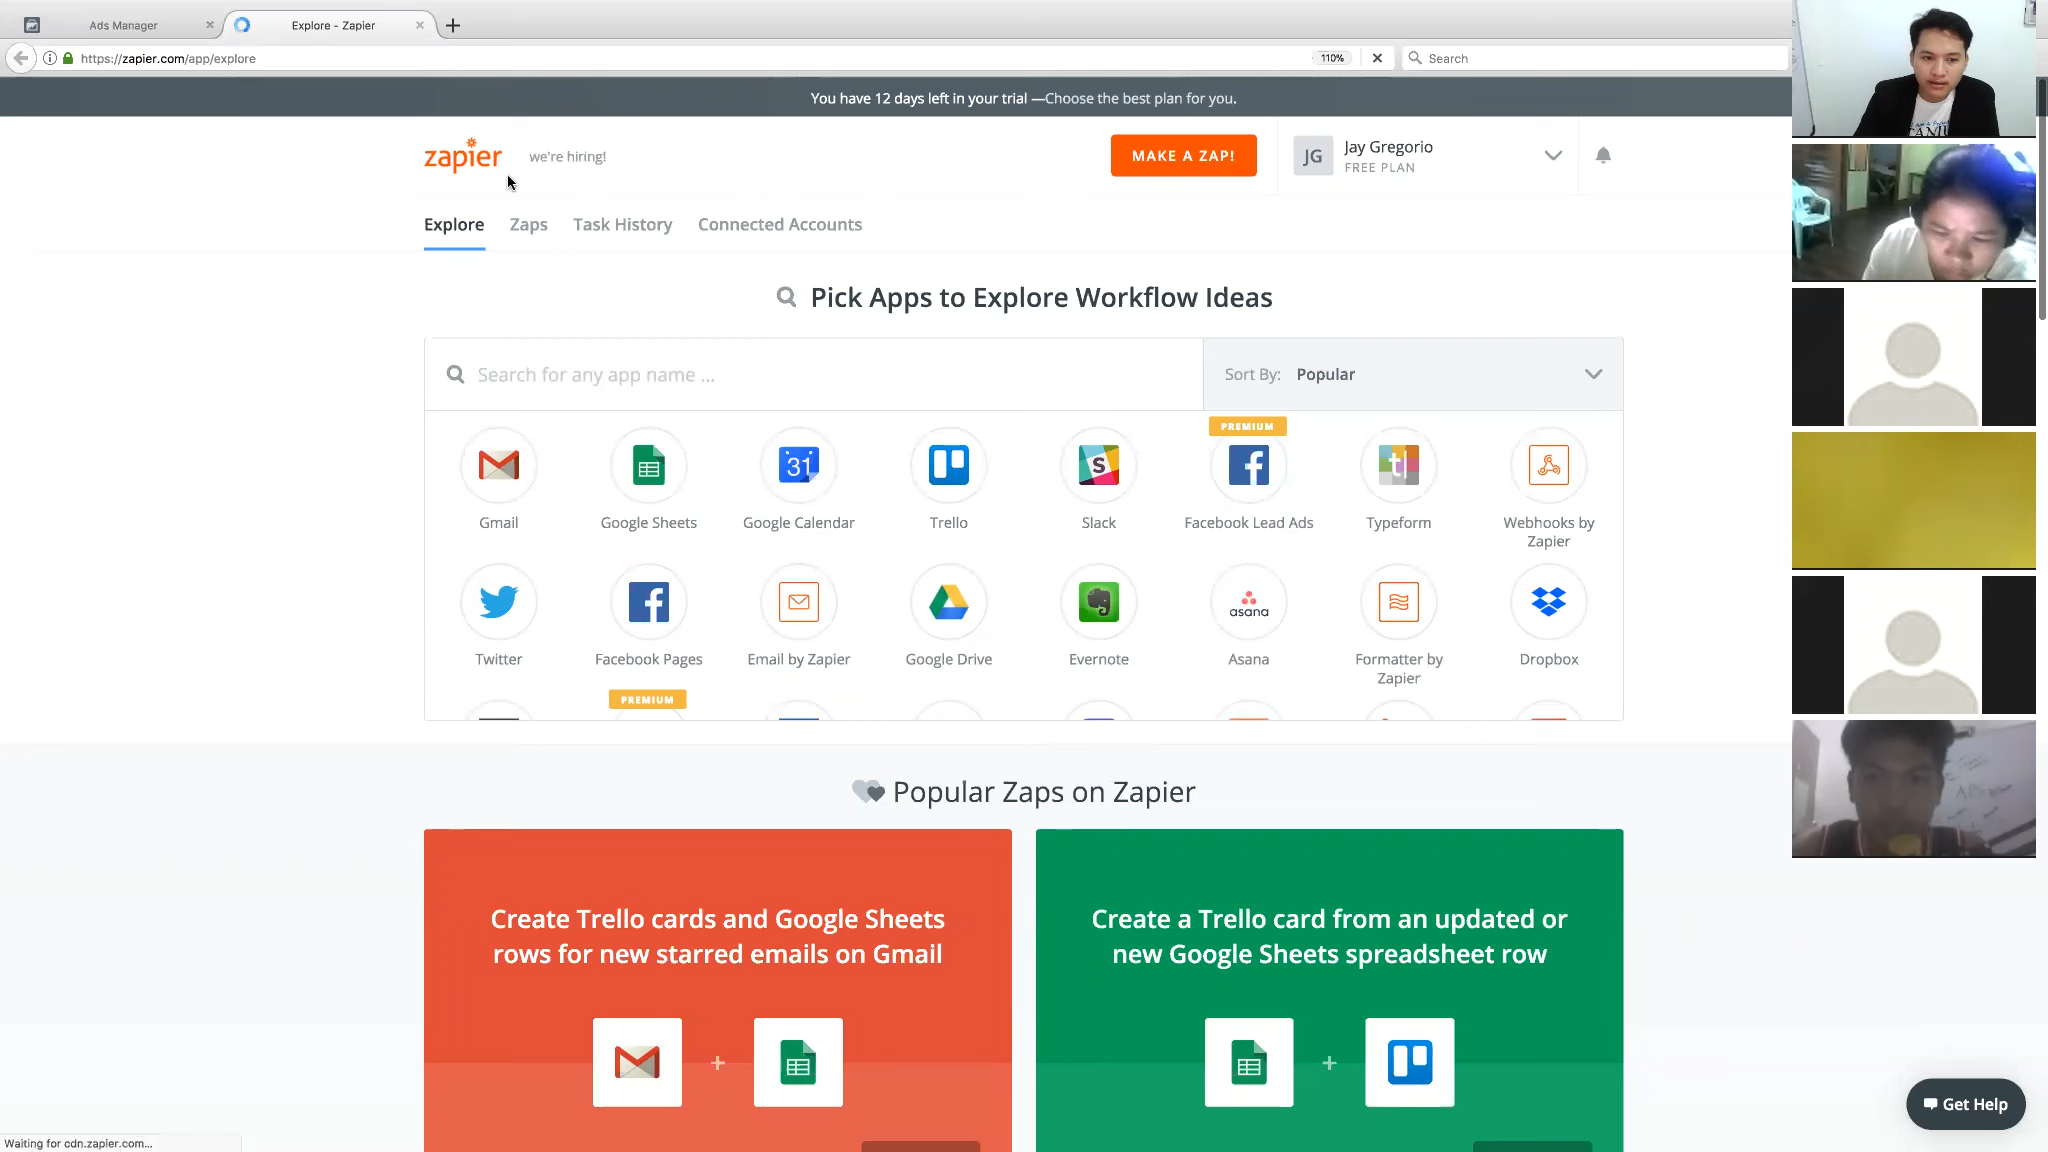 Ads Manager
Explore - Zapier
https://zapier.com/app/explore
110%
Search
You have 12 days left in your trial —Choose the best plan for you.
zapier
we're hiring!
MAKE A ZAP!
JG
Jay Gregorio
FREE PLAN
Explore
Zaps
Task History
Connected Accounts
Pick Apps to Explore Workflow Ideas
Search for any app name ...
Sort By: Popular
PREMIUM
31
Gmail
Google Sheets
Google Calendar
Trello
Slack
Facebook Lead Ads
Typeform
Webhooks by
Zapier
asana
Twitter
Facebook Pages
Email by Zapier
Google Drive
Evernote
Asana
Formatter by
Zapier
Dropbox
PREMIUM
Popular Zaps on Zapier
Create Trello cards and Google Sheets
rows for new starred emails on Gmail
Create a Trello card from an updated or
new Google Sheets spreadsheet row
Get Help
Waiting for cdn.zapier.com...